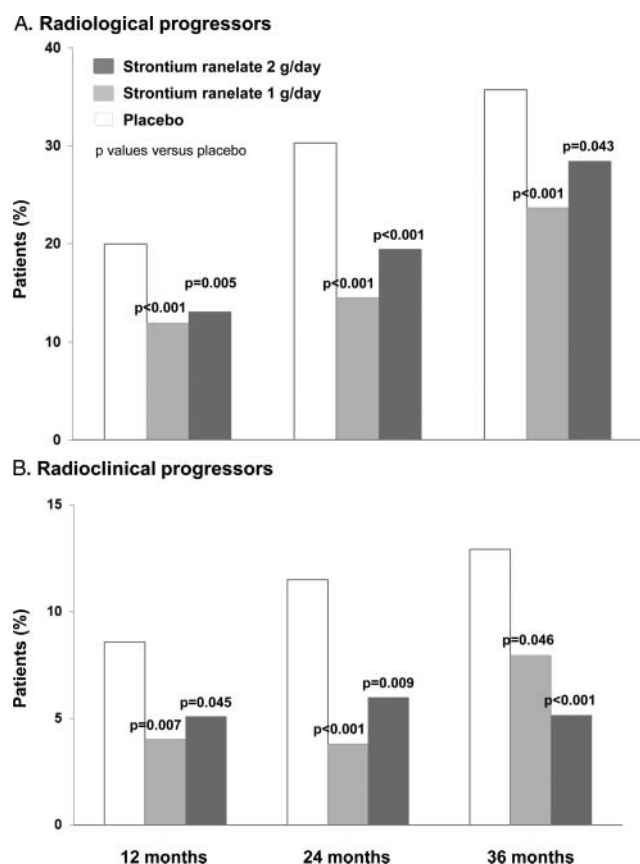 A. Radiological progressors
40
30
20
10
0
Patients (%)
Strontium ranelate 2 g/day
Strontium ranelate 1 g/day
Placebo
p values versus placebo
p<0.001
p=0.005
p<0.001
p<0.001
p<0.001
p=0.043
B. Radioclinical progressors
15
10
5
0
Patients (%)
p=0.007
p=0.045
p<0.001
p=0.009
p=0.046
p<0.001
12 months
24 months
36 months